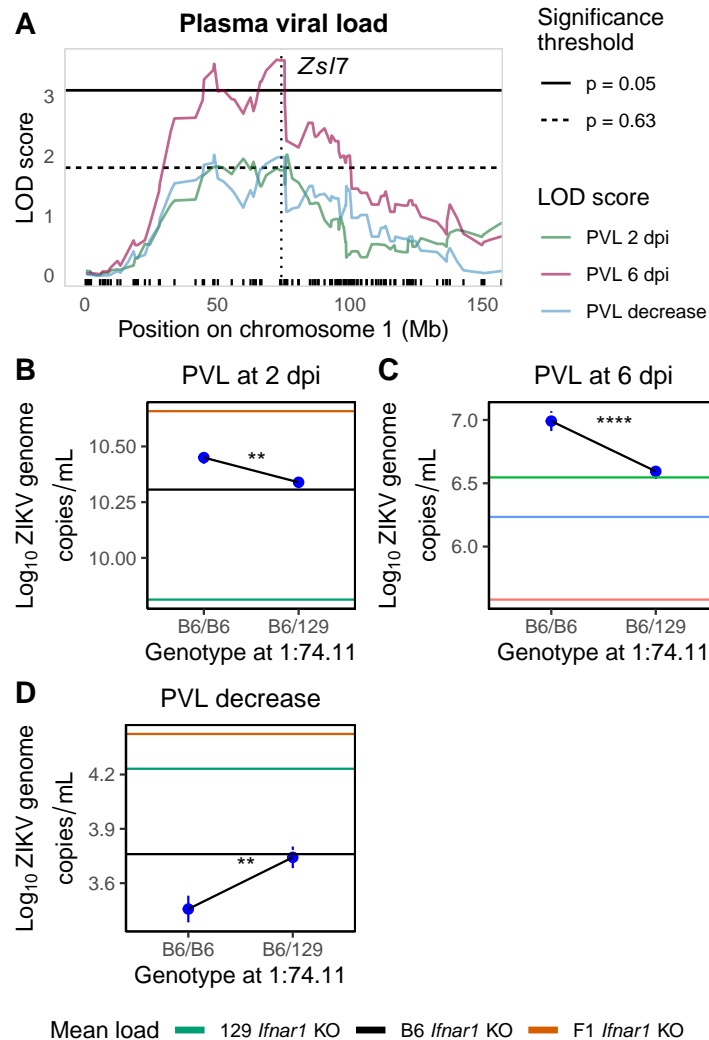 A
Plasma viral load
Zsl7
LOD score
3
2
1
0
0
50
100
150
Position on chromosome 1 (Mb)
Significance
threshold
p = 0.05
p = 0.63
LOD score
PVL 2 dpi
PVL 6 dpi
PVL decrease
B
PVL at 2 dpi
Log10 ZIKV genome
copies/mL
10.50
10.25
10.00
**
B6/B6
B6/129
Genotype at 1:74.11
C
PVL at 6 dpi
Log10 ZIKV genome
copies/mL
7.0
6.5
6.0
****
B6/B6
B6/129
Genotype at 1:74.11
D
PVL decrease
Log10 ZIKV genome
copies/mL
4.2
3.9
3.6
**
B6/B6
B6/129
Genotype at 1:74.11
Mean load 129 Ifnar1 KO B6 Ifnar1 KO F1 Ifnar1 KO